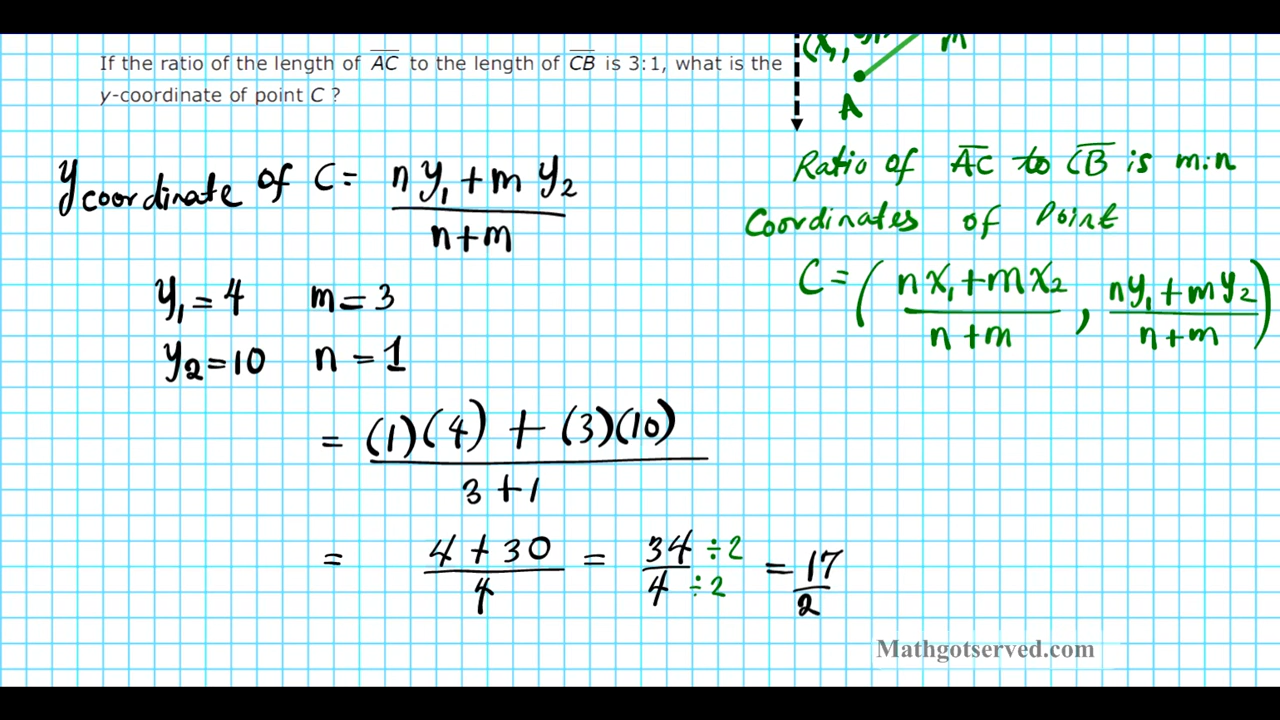 If the ratio of the length of AC to the length of CB is 3:1, what is the
y-coordinate of point C ?
y coordinate of C = ny₁ + my₂
n+m
y₁ = 4 m = 3
y₂ = 10 n = 1
= (1)(4) + (3)(10)
3 + 1
= 4 + 30 = 34 ÷2 = 17
4 4 ÷2 2
m
A
Ratio of AC to CB is m:n
Coordinates of Point
C = ( nx₁ + mx₂ , ny₁ + my₂ )
n + m n + m
Mathgotserved.com